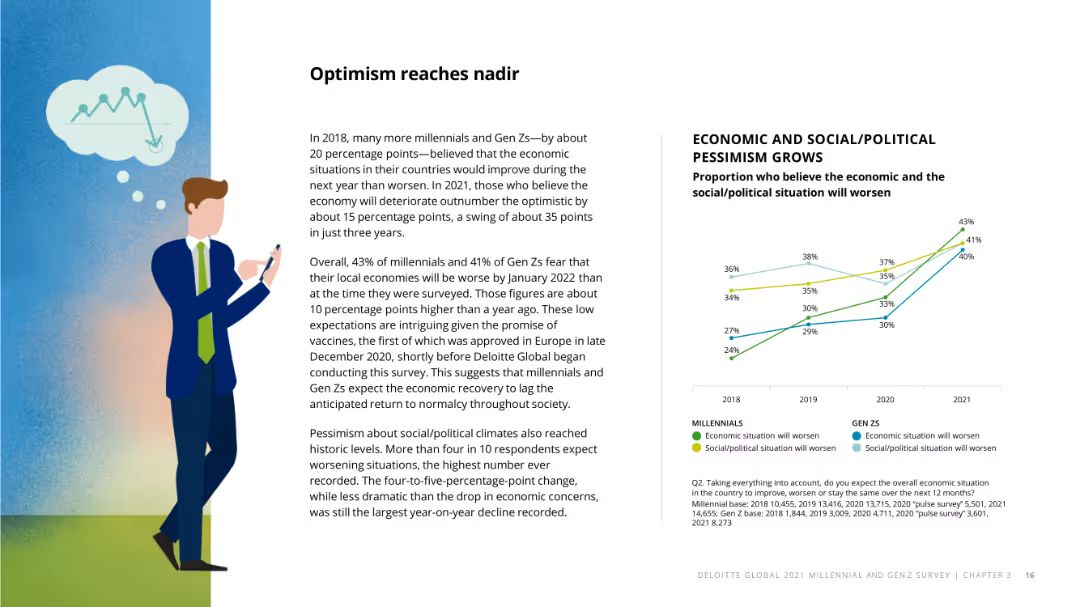 Optimism reaches nadir
In 2018, many more millennials and Gen Zs—by about
20 percentage points—believed that the economic
situations in their countries would improve during the
next year than worsen. In 2021, those who believe the
economy will deteriorate outnumber the optimistic by
about 15 percentage points, a swing of about 35 points
in just three years.
Overall, 43% of millennials and 41% of Gen Zs fear that
their local economies will be worse by January 2022 than
at the time they were surveyed. Those figures are about
10 percentage points higher than a year ago. These low
expectations are intriguing given the promise of
vaccines, the first of which was approved in Europe in late
December 2020, shortly before Deloitte Global began
conducting this survey. This suggests that millennials and
Gen Zs expect the economic recovery to lag the
anticipated return to normalcy throughout society.
Pessimism about social/political climates also reached
historic levels. More than four in 10 respondents expect
worsening situations, the highest number ever
recorded. The four-to-five-percentage-point change,
while less dramatic than the drop in economic concerns,
was still the largest year-on-year decline recorded.
ECONOMIC AND SOCIAL/POLITICAL
PESSIMISM GROWS
Proportion who believe the economic and the
social/political situation will worsen
43%
41%
40%
36%
38%
37%
35%
34%
35%
33%
30%
30%
27%
29%
24%
2018 2019 2020 2021
MILLENNIALS
Economic situation will worsen
Social/political situation will worsen
GEN ZS
Economic situation will worsen
Social/political situation will worsen
Q2. Taking everything into account, do you expect the overall economic situation
in the country to improve, worsen or stay the same over the next 12 months?
Millennial base: 2018 10,455, 2019 13,416, 2020 13,715, 2020 “pulse survey” 5,501, 2021
14,655; Gen Z base: 2018 1,844, 2019 3,009, 2020 4,711, 2020 “pulse survey” 3,601,
2021 8,273
DELOITTE GLOBAL 2021 MILLENNIAL AND GEN Z SURVEY | CHAPTER 3 16